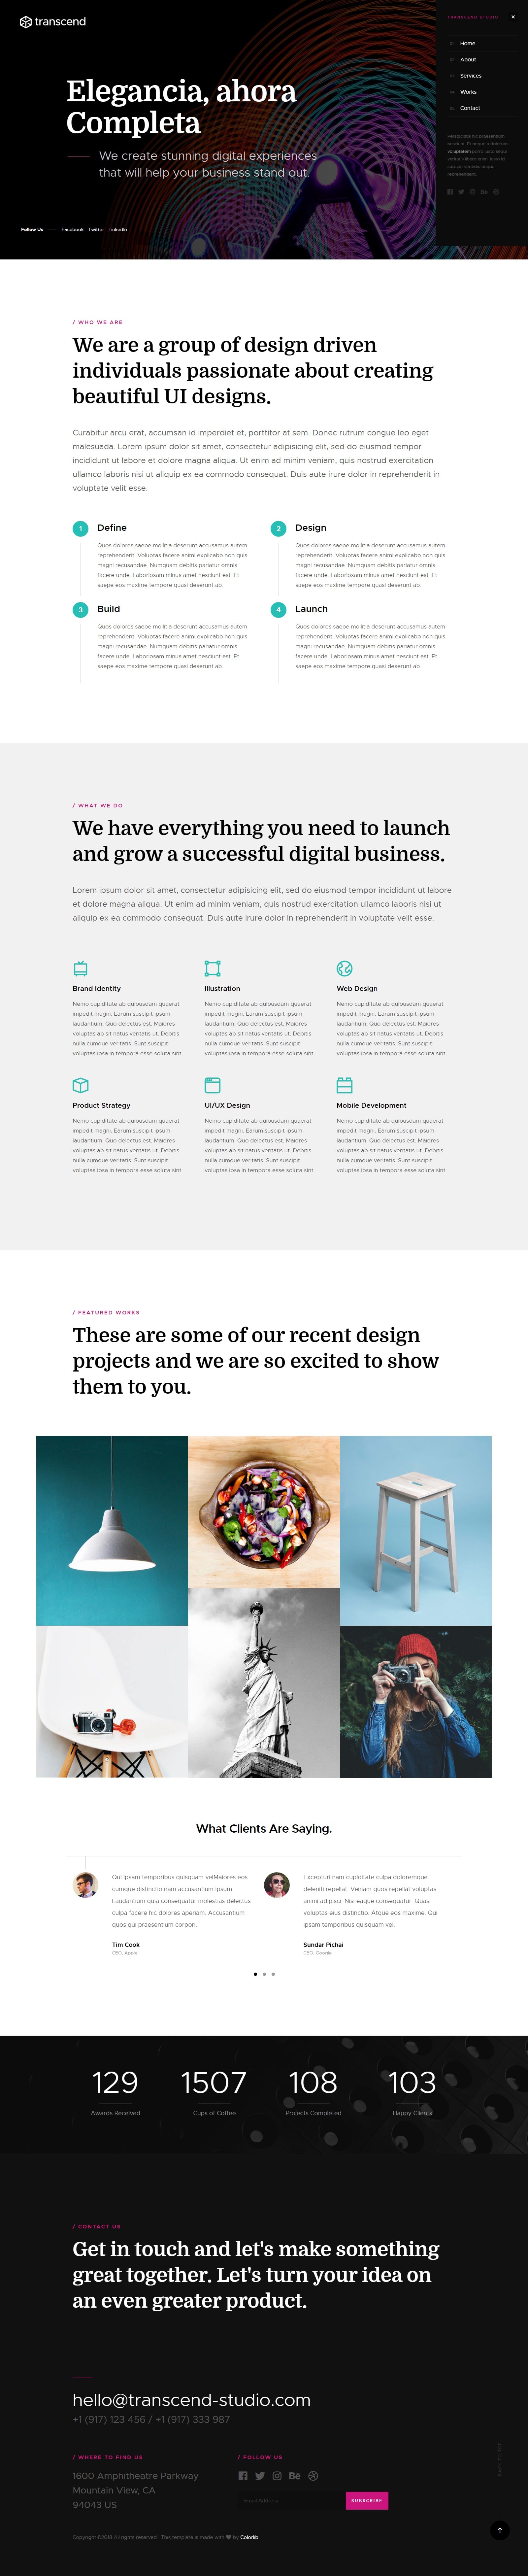 transcend
TRANSCEND STUDIO
Home
About
Services
Works
Contact
Perspiciatis hic praesentium
nesciunt. Et neque a dolorum
voluptatem porro iusto sequi
veritatis libero enim. Iusto id
suscipit veritatis neque
reprehenderit.
Elegancia, ahora
Completa
We create stunning digital experiences
that will help your business stand out.
Follow Us
Facebook Twitter LinkedIn
/ WHO WE ARE
We are a group of design driven
individuals passionate about creating
beautiful UI designs.
Curabitur arcu erat, accumsan id imperdiet et, porttitor at sem. Donec rutrum congue leo eget
malesuada. Lorem ipsum dolor sit amet, consectetur adipisicing elit, sed do eiusmod tempor
incididunt ut labore et dolore magna aliqua. Ut enim ad minim veniam, quis nostrud exercitation
ullamco laboris nisi ut aliquip ex ea commodo consequat. Duis aute irure dolor in reprehenderit in
voluptate velit esse.
1 Define
Quos dolores saepe mollitia deserunt accusamus autem
reprehenderit. Voluptas facere animi explicabo non quis
magni recusandae. Numquam debitis pariatur omnis
facere unde. Laboriosam minus amet nesciunt est. Et
saepe eos maxime tempore quasi deserunt ab.
2 Design
Quos dolores saepe mollitia deserunt accusamus autem
reprehenderit. Voluptas facere animi explicabo non quis
magni recusandae. Numquam debitis pariatur omnis
facere unde. Laboriosam minus amet nesciunt est. Et
saepe eos maxime tempore quasi deserunt ab.
3 Build
Quos dolores saepe mollitia deserunt accusamus autem
reprehenderit. Voluptas facere animi explicabo non quis
magni recusandae. Numquam debitis pariatur omnis
facere unde. Laboriosam minus amet nesciunt est. Et
saepe eos maxime tempore quasi deserunt ab.
4 Launch
Quos dolores saepe mollitia deserunt accusamus autem
reprehenderit. Voluptas facere animi explicabo non quis
magni recusandae. Numquam debitis pariatur omnis
facere unde. Laboriosam minus amet nesciunt est. Et
saepe eos maxime tempore quasi deserunt ab.
/ WHAT WE DO
We have everything you need to launch
and grow a successful digital business.
Lorem ipsum dolor sit amet, consectetur adipisicing elit, sed do eiusmod tempor incididunt ut labore
et dolore magna aliqua. Ut enim ad minim veniam, quis nostrud exercitation ullamco laboris nisi ut
aliquip ex ea commodo consequat. Duis aute irure dolor in reprehenderit in voluptate velit esse.
Brand Identity
Nemo cupiditate ab quibusdam quaerat
impedit magni. Earum suscipit ipsum
laudantium. Quo delectus est. Maiores
voluptas ab sit natus veritatis ut. Debitis
nulla cumque veritatis. Sunt suscipit
voluptas ipsa in tempora esse soluta sint.
Illustration
Nemo cupiditate ab quibusdam quaerat
impedit magni. Earum suscipit ipsum
laudantium. Quo delectus est. Maiores
voluptas ab sit natus veritatis ut. Debitis
nulla cumque veritatis. Sunt suscipit
voluptas ipsa in tempora esse soluta sint.
Web Design
Nemo cupiditate ab quibusdam quaerat
impedit magni. Earum suscipit ipsum
laudantium. Quo delectus est. Maiores
voluptas ab sit natus veritatis ut. Debitis
nulla cumque veritatis. Sunt suscipit
voluptas ipsa in tempora esse soluta sint.
Product Strategy
Nemo cupiditate ab quibusdam quaerat
impedit magni. Earum suscipit ipsum
laudantium. Quo delectus est. Maiores
voluptas ab sit natus veritatis ut. Debitis
nulla cumque veritatis. Sunt suscipit
voluptas ipsa in tempora esse soluta sint.
UI/UX Design
Nemo cupiditate ab quibusdam quaerat
impedit magni. Earum suscipit ipsum
laudantium. Quo delectus est. Maiores
voluptas ab sit natus veritatis ut. Debitis
nulla cumque veritatis. Sunt suscipit
voluptas ipsa in tempora esse soluta sint.
Mobile Development
Nemo cupiditate ab quibusdam quaerat
impedit magni. Earum suscipit ipsum
laudantium. Quo delectus est. Maiores
voluptas ab sit natus veritatis ut. Debitis
nulla cumque veritatis. Sunt suscipit
voluptas ipsa in tempora esse soluta sint.
/ FEATURED WORKS
These are some of our recent design
projects and we are so excited to show
them to you.
What Clients Are Saying.
Qui ipsam temporibus quisquam velMaiores eos
cumque distinctio nam accusantium ipsum.
Laudantium quia consequatur molestias delectus
culpa facere hic dolores aperiam. Accusantium
quos qui praesentium corpori.
Tim Cook
CEO, Apple
Excepturi nam cupiditate culpa doloremque
deleniti repellat. Veniam quos repellat voluptas
animi adipisci. Nisi eaque consequatur. Quasi
voluptas eius distinctio. Atque eos maxime. Qui
ipsam temporibus quisquam vel.
Sundar Pichai
CEO, Google
129
Awards Received
1507
Cups of Coffee
108
Projects Completed
103
Happy Clients
/ CONTACT US
Get in touch and let's make something
great together. Let's turn your idea on
an even greater product.
hello@transcend-studio.com
+1 (917) 123 456 / +1 (917) 333 987
/ WHERE TO FIND US
1600 Amphitheatre Parkway
Mountain View, CA
94043 US
/ FOLLOW US
Email Address
SUBSCRIBE
Copyright ©2018 All rights reserved | This template is made with by Colorlib